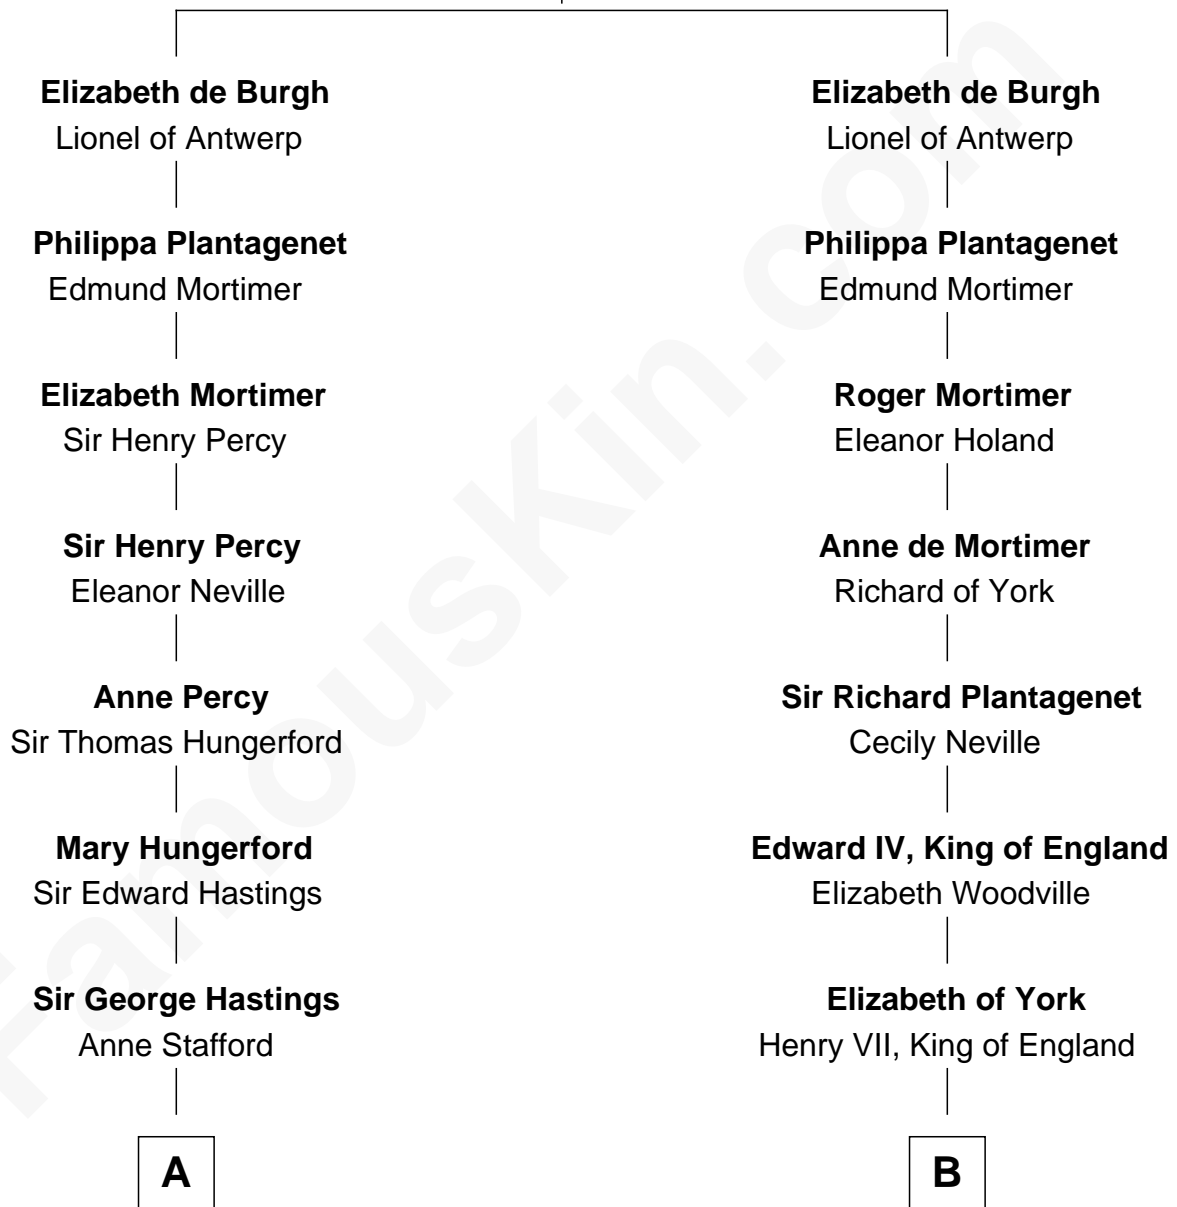 Elizabeth de Burgh
Lionel of Antwerp
Philippa Plantagenet
Edmund Mortimer
Elizabeth Mortimer
Sir Henry Percy
Sir Henry Percy
Eleanor Neville
Anne Percy
Sir Thomas Hungerford
Mary Hungerford
Sir Edward Hastings
Sir George Hastings
Anne Stafford
A
Elizabeth de Burgh
Lionel of Antwerp
Philippa Plantagenet
Edmund Mortimer
Roger Mortimer
Eleanor Holand
Anne de Mortimer
Richard of York
Sir Richard Plantagenet
Cecily Neville
Edward IV, King of England
Elizabeth Woodville
Elizabeth of York
Henry VII, King of England
B
FamousKin.com